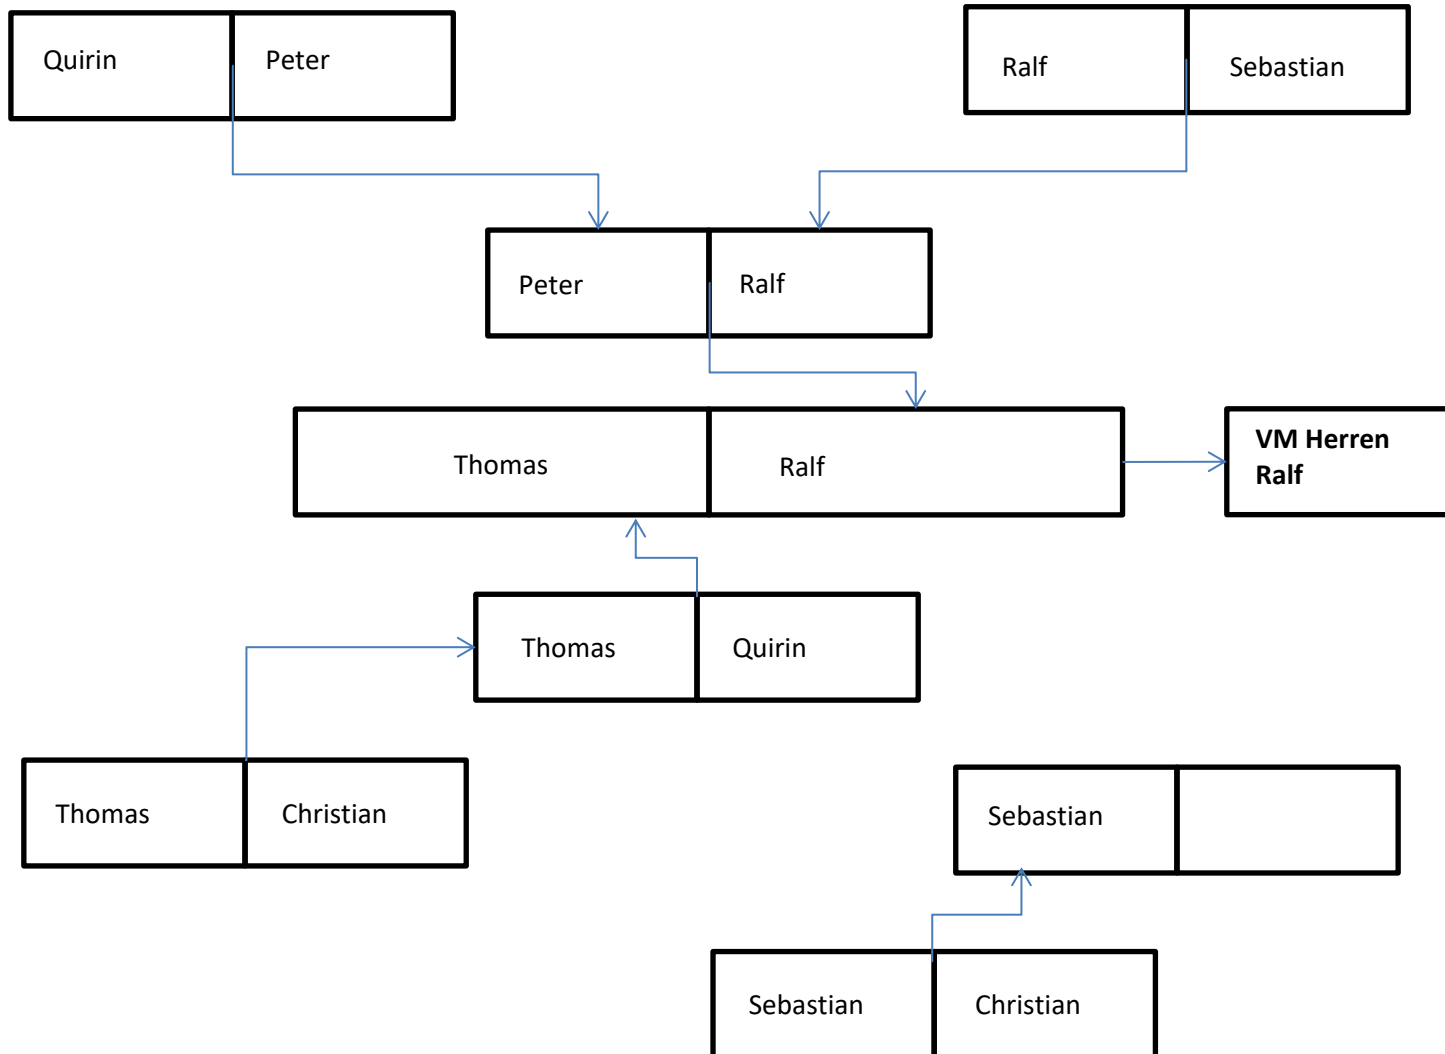 Quirin Peter
Ralf Sebastian
Peter Ralf
Thomas Ralf
VM Herren
Ralf
Thomas Quirin
Thomas Christian
Sebastian
Sebastian Christian